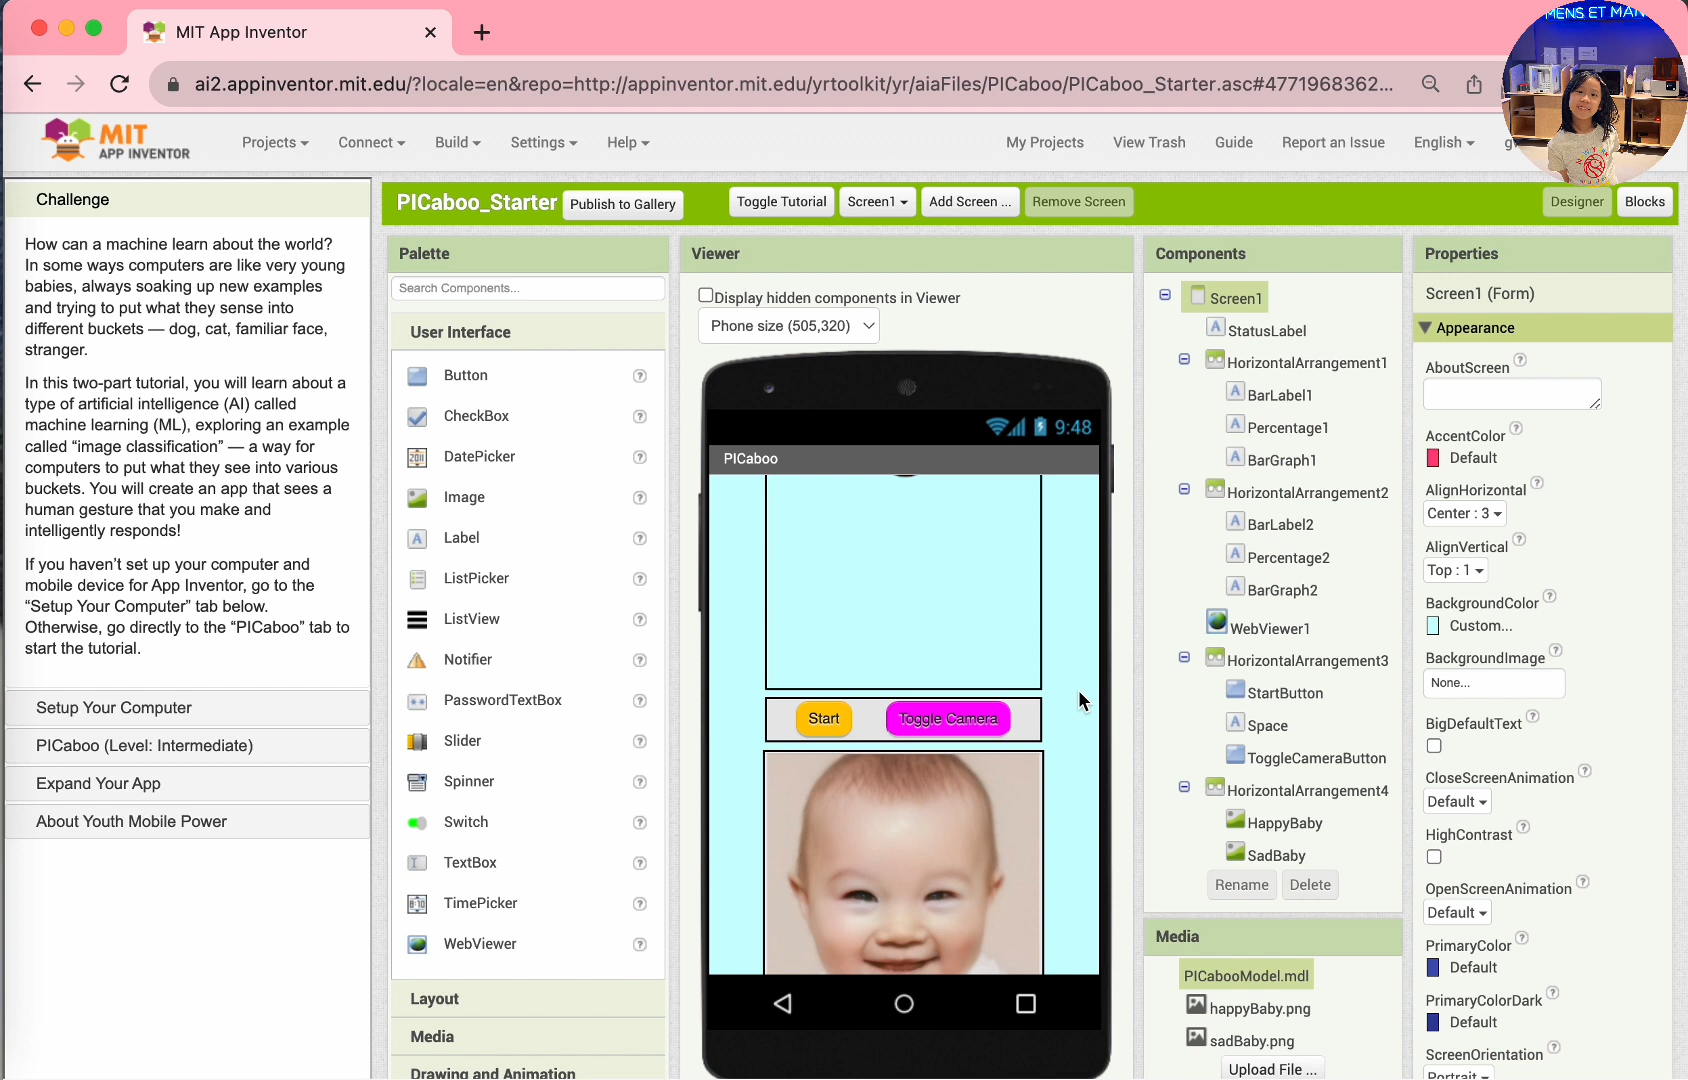 MIT App Inventor
MENS ET MAN
ai2.appinventor.mit.edu/?locale=en&repo=http://appinventor.mit.edu/yrtoolkit/yr/aiaFiles/PICaboo/PICaboo_Starter.asc#4771968362...
MIT
APP INVENTOR
Projects
Connect
Build
Settings
Help
My Projects
View Trash
Guide
Report an Issue
English
Challenge
How can a machine learn about the world?
In some ways computers are like very young
babies, always soaking up new examples
and trying to put what they sense into
different buckets — dog, cat, familiar face,
stranger.
In this two-part tutorial, you will learn about a
type of artificial intelligence (AI) called
machine learning (ML), exploring an example
called “image classification” — a way for
computers to put what they see into various
buckets. You will create an app that sees a
human gesture that you make and
intelligently responds!
If you haven’t set up your computer and
mobile device for App Inventor, go to the
“Setup Your Computer” tab below.
Otherwise, go directly to the “PICaboo” tab to
start the tutorial.
Setup Your Computer
PICaboo (Level: Intermediate)
Expand Your App
About Youth Mobile Power
PICaboo_Starter
Publish to Gallery
Toggle Tutorial
Screen1
Add Screen ...
Remove Screen
Designer
Blocks
Palette
Search Components...
User Interface
Button
CheckBox
DatePicker
Image
Label
ListPicker
ListView
Notifier
PasswordTextBox
Slider
Spinner
Switch
TextBox
TimePicker
WebViewer
Layout
Media
Drawing and Animation
Viewer
Display hidden components in Viewer
Phone size (505,320)
9:48
PICaboo
Start
Toggle Camera
Components
Screen1
StatusLabel
HorizontalArrangement1
BarLabel1
Percentage1
BarGraph1
HorizontalArrangement2
BarLabel2
Percentage2
BarGraph2
WebViewer1
HorizontalArrangement3
StartButton
Space
ToggleCameraButton
HorizontalArrangement4
HappyBaby
SadBaby
Rename
Delete
Media
PICabooModel.mdl
happyBaby.png
sadBaby.png
Upload File ...
Properties
Screen1 (Form)
Appearance
AboutScreen
AccentColor
Default
AlignHorizontal
Center : 3
AlignVertical
Top : 1
BackgroundColor
Custom...
BackgroundImage
None...
BigDefaultText
CloseScreenAnimation
Default
HighContrast
OpenScreenAnimation
Default
PrimaryColor
Default
PrimaryColorDark
Default
ScreenOrientation
Portrait